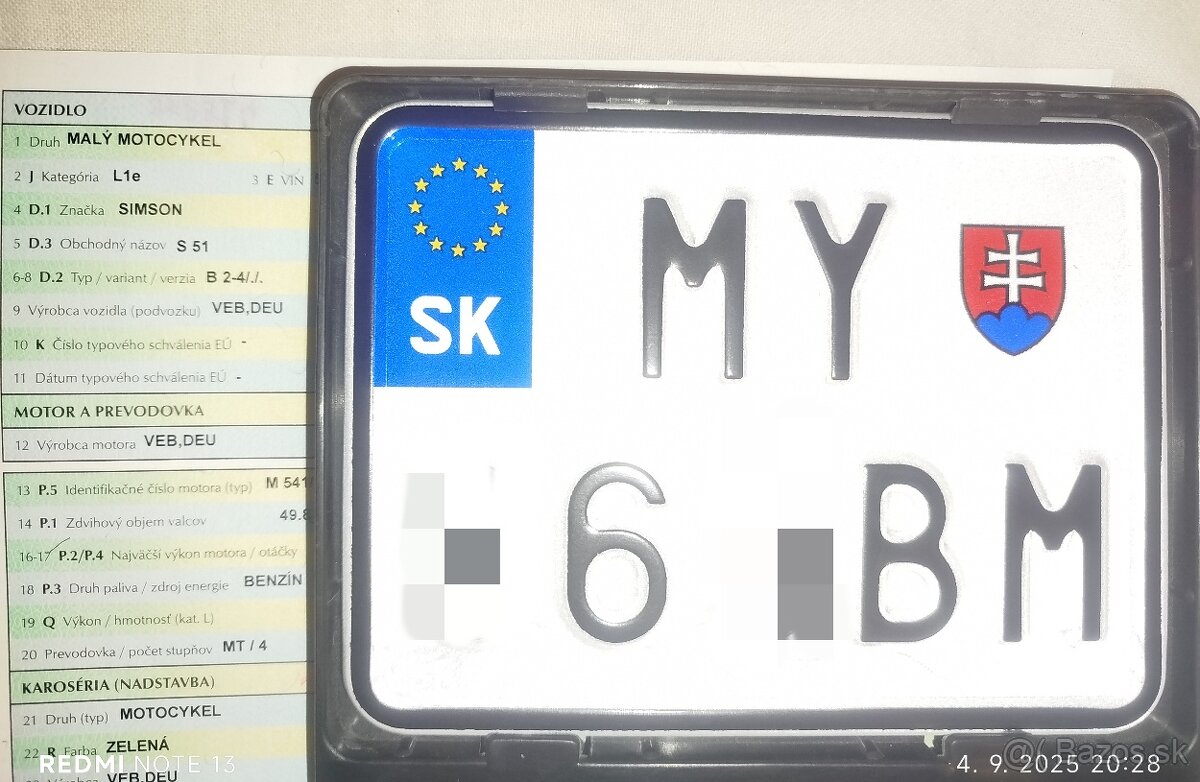 VOZIDLO
1 Druh MALÝ MOTOCYKEL
2 J Kategória L1e 3 E VIN
4 D.1 Značka SIMSON
5 D.3 Obchodný názov S 51
6-8 D.2 Typ / variant / verzia B 2-4/./.
9 Výrobca vozidla (podvozku) VEB,DEU
10 K Číslo typového schválenia EÚ -
11 Dátum typového schválenia EÚ -
MOTOR A PREVODOVKA
12 Výrobca motora VEB,DEU
13 P.5 Identifikačné číslo motora (typ) M 541/
14 P.1 Zdvihový objem valcov 49.8
16-17 P.2/P.4 Najväčší výkon motora / otáčky
18 P.3 Druh paliva / zdroj energie BENZÍN
19 Q Výkon / hmotnosť (kat. L)
20 Prevodovka / počet stupňov MT / 4
KAROSÉRIA (NADSTAVBA)
21 Druh (typ) MOTOCYKEL
22 R Farba ZELENÁ
VEB,DEU
SK
MY
6 BM
REDMI NOTE 13
4. 9. 2025 20:28
Bazos.sk